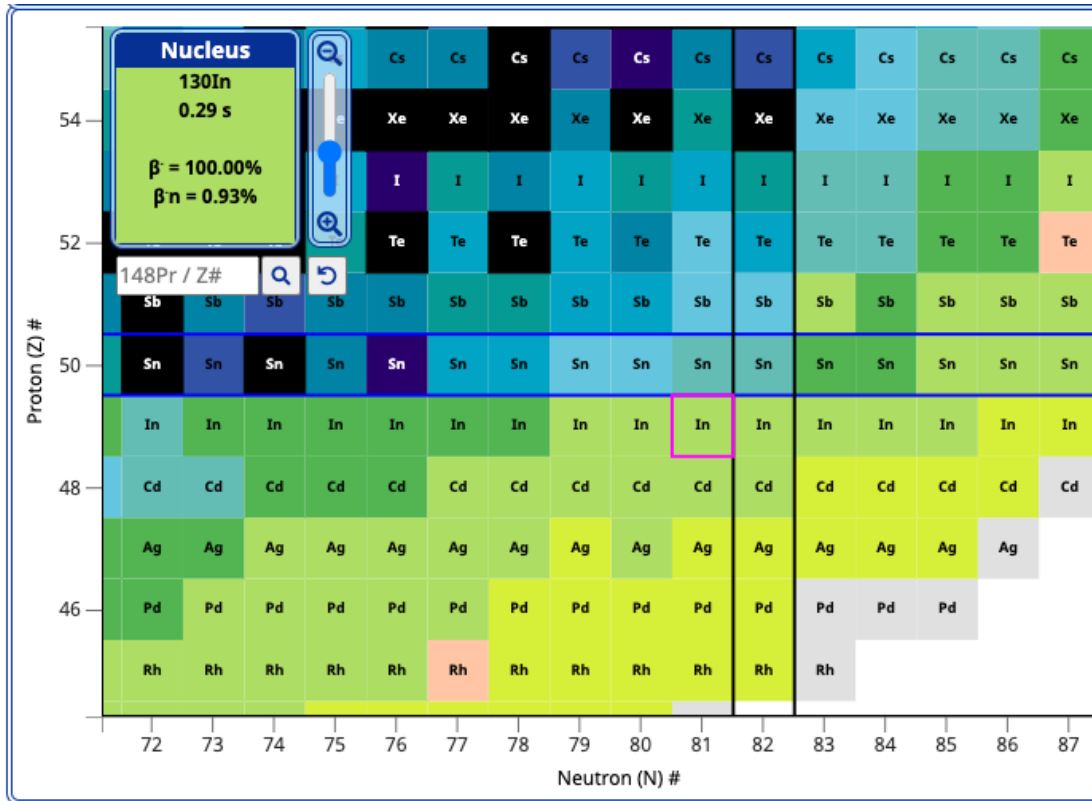 Nucleus
130In
0.29 s
β⁻ = 100.00%
β⁻n = 0.93%
148Pr / Z#
Cs Cs Cs Cs Cs Cs Cs Cs Cs Cs Cs Cs
54 Xe Xe Xe Xe Xe Xe Xe Xe Xe Xe Xe Xe
I I I I I I I I I I I I
52 Te Te Te Te Te Te Te Te Te Te Te Te
Sb Sb Sb Sb Sb Sb Sb Sb Sb Sb Sb Sb Sb Sb Sb Sb
50 Sn Sn Sn Sn Sn Sn Sn Sn Sn Sn Sn Sn Sn Sn Sn Sn
In In In In In In In In In In In In In In In In
48 Cd Cd Cd Cd Cd Cd Cd Cd Cd Cd Cd Cd Cd Cd Cd Cd
Ag Ag Ag Ag Ag Ag Ag Ag Ag Ag Ag Ag Ag Ag Ag
46 Pd Pd Pd Pd Pd Pd Pd Pd Pd Pd Pd Pd Pd Pd
Rh Rh Rh Rh Rh Rh Rh Rh Rh Rh Rh Rh
Proton (Z) #
72 73 74 75 76 77 78 79 80 81 82 83 84 85 86 87
Neutron (N) #